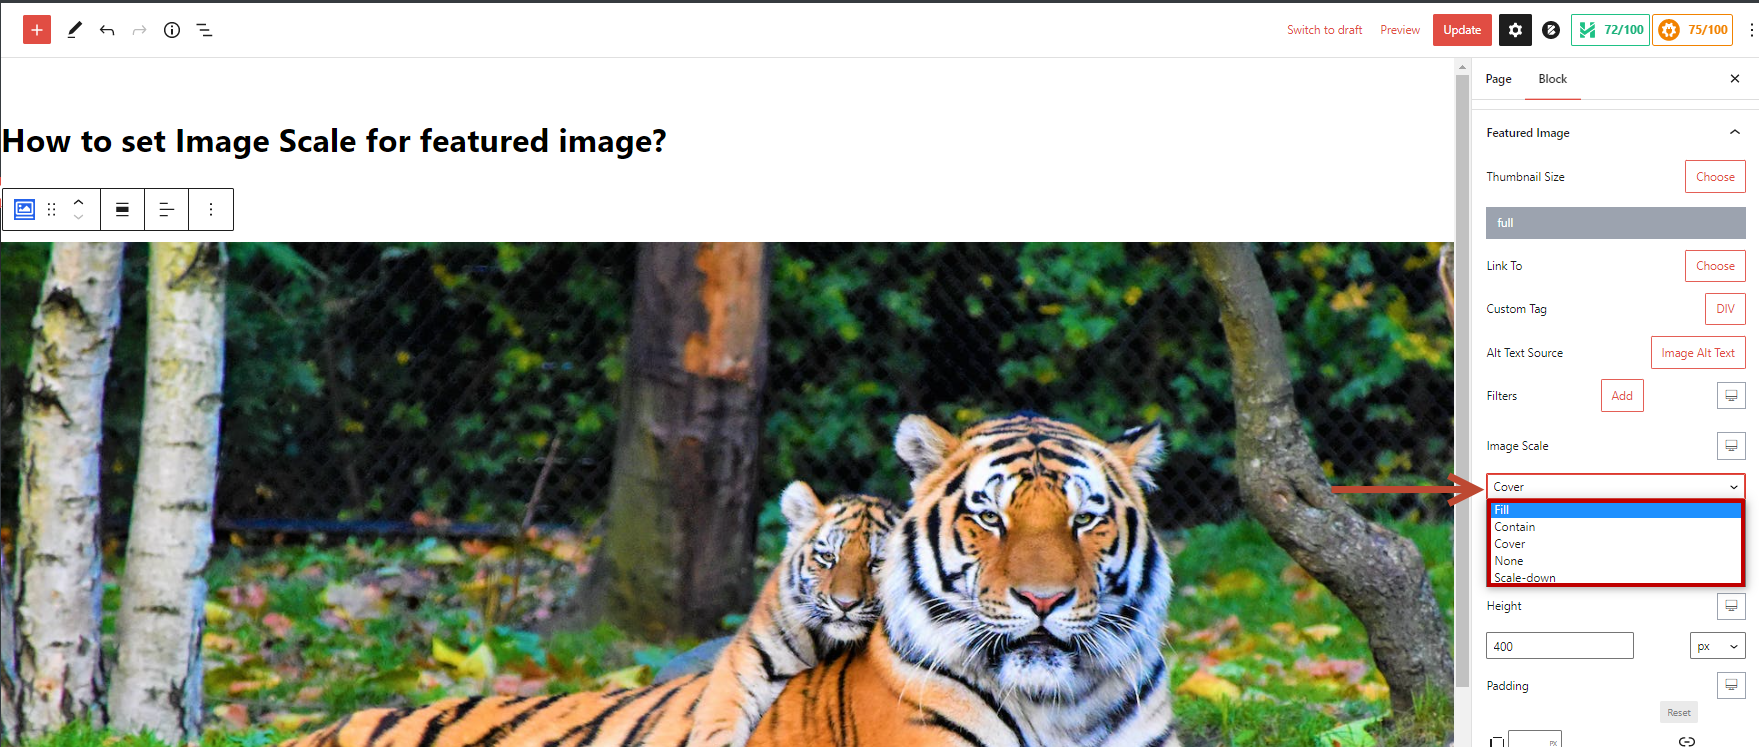 Switch to draft Preview Update 72/100 75/100
Page Block
How to set Image Scale for featured image?
Featured Image
Thumbnail Size Choose
full
Link To Choose
Custom Tag DIV
Alt Text Source Image Alt Text
Filters Add
Image Scale
Cover
Fill
Contain
Cover
None
Scale-down
Height
400 px
Padding
Reset
PX